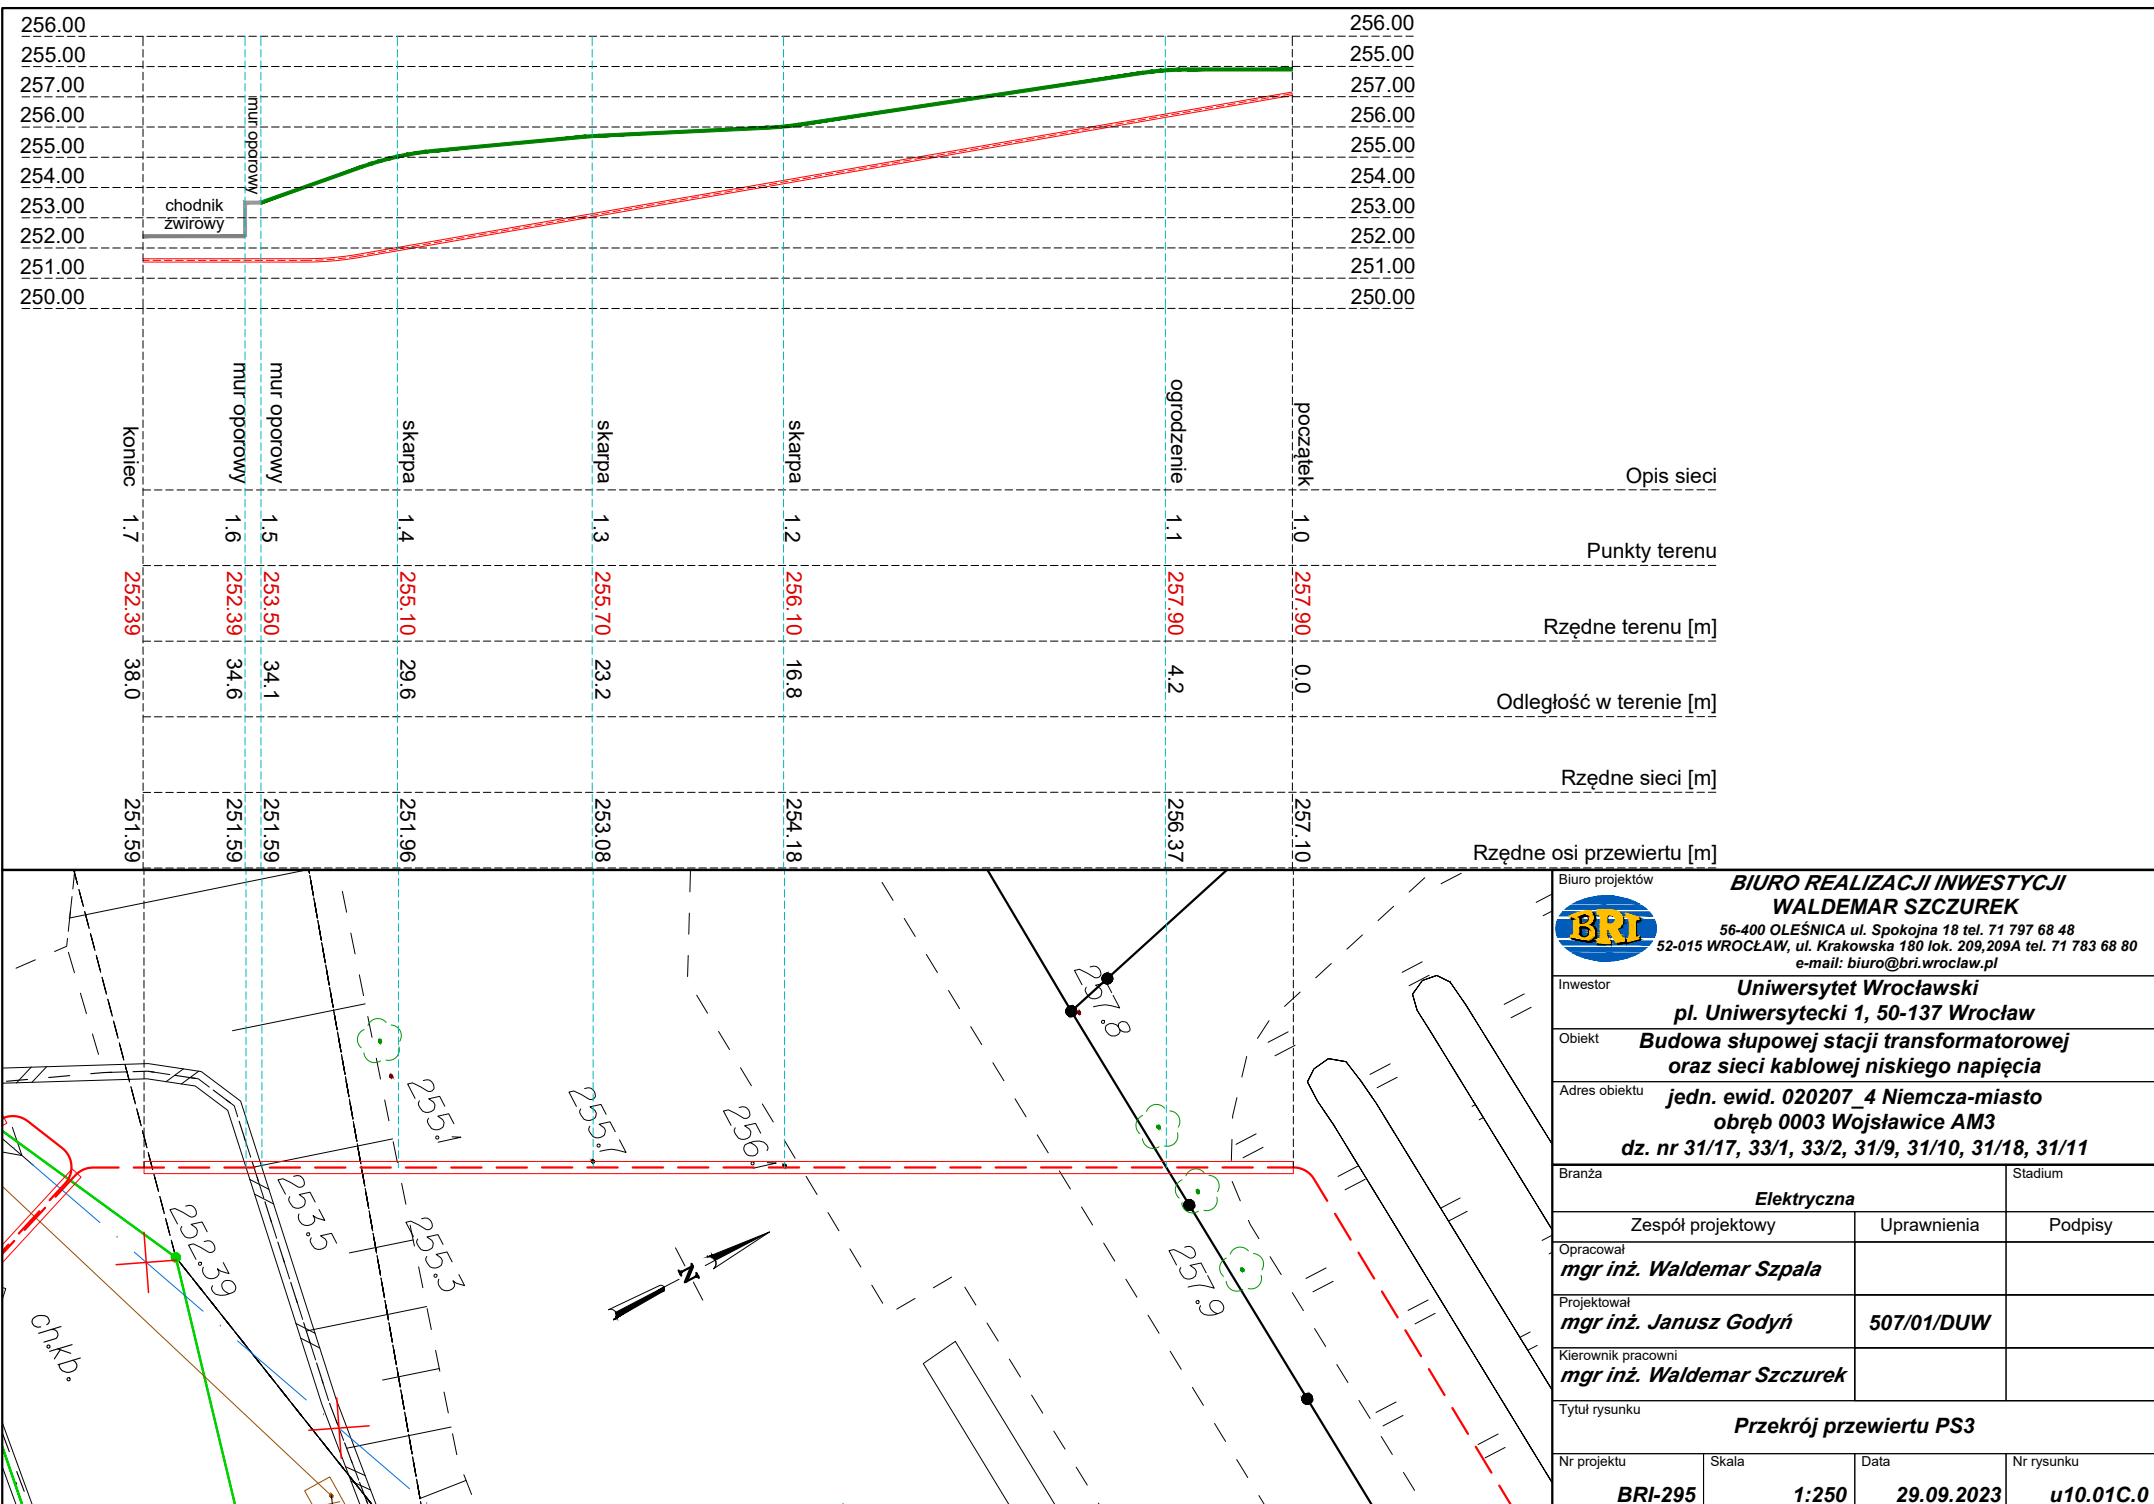 256.00 256.00
255.00 255.00
257.00 257.00
256.00 256.00
255.00 255.00
254.00 254.00
253.00 253.00
252.00 252.00
251.00 251.00
250.00 250.00
mur oporowy
chodnik
żwirowy
koniec mur oporowy mur oporowy skarpa skarpa skarpa ogrodzenie początek Opis sieci
1.7 1.6 1.5 1.4 1.3 1.2 1.1 1.0 Punkty terenu
252.39 252.39 253.50 255.10 255.70 256.10 257.90 257.90 Rzędne terenu [m]
38.0 34.6 34.1 29.6 23.2 16.8 4.2 0.0 Odległość w terenie [m]
Rzędne sieci [m]
251.59 251.59 251.59 251.96 253.08 254.18 256.37 257.10 Rzędne osi przewiertu [m]
257.8
255.1
255.7
256.1
253.5
252.39
255.3
257.9
N
ch.kb.
Biuro projektów
BRI
BIURO REALIZACJI INWESTYCJI
WALDEMAR SZCZUREK
56-400 OLEŚNICA ul. Spokojna 18 tel. 71 797 68 48
52-015 WROCŁAW, ul. Krakowska 180 lok. 209,209A tel. 71 783 68 80
e-mail: biuro@bri.wroclaw.pl
Inwestor
Uniwersytet Wrocławski
pl. Uniwersytecki 1, 50-137 Wrocław
Obiekt
Budowa słupowej stacji transformatorowej
oraz sieci kablowej niskiego napięcia
Adres obiektu
jedn. ewid. 020207_4 Niemcza-miasto
obręb 0003 Wojsławice AM3
dz. nr 31/17, 33/1, 33/2, 31/9, 31/10, 31/18, 31/11
Branża Stadium
Elektryczna
Zespół projektowy Uprawnienia Podpisy
Opracował
mgr inż. Waldemar Szpala
Projektował
mgr inż. Janusz Godyń 507/01/DUW
Kierownik pracowni
mgr inż. Waldemar Szczurek
Tytuł rysunku
Przekrój przewiertu PS3
Nr projektu Skala Data Nr rysunku
BRI-295 1:250 29.09.2023 u10.01C.0